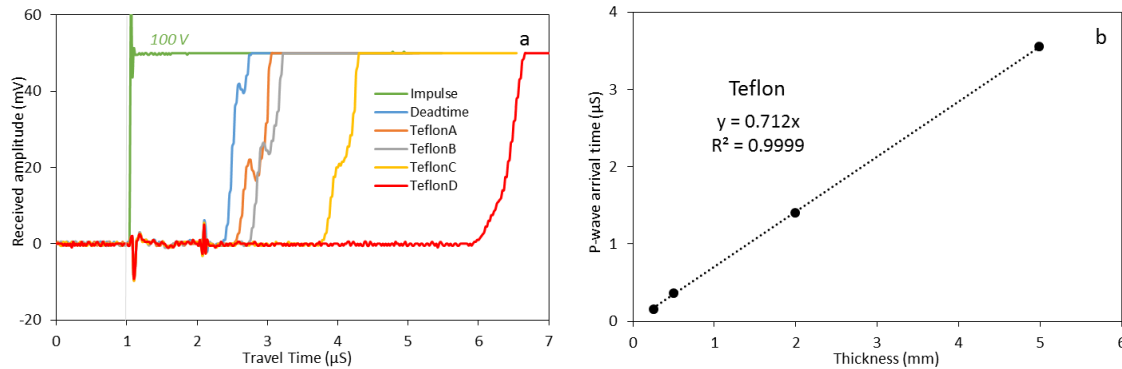 a
100 V
Received amplitude (mV)
60
40
20
0
-20
Impulse
Deadtime
TeflonA
TeflonB
TeflonC
TeflonD
0 1 2 3 4 5 6 7
Travel Time (µS)
b
P-wave arrival time (µS)
4
3
2
1
0
Teflon
y = 0.712x
R² = 0.9999
0 1 2 3 4 5 6
Thickness (mm)